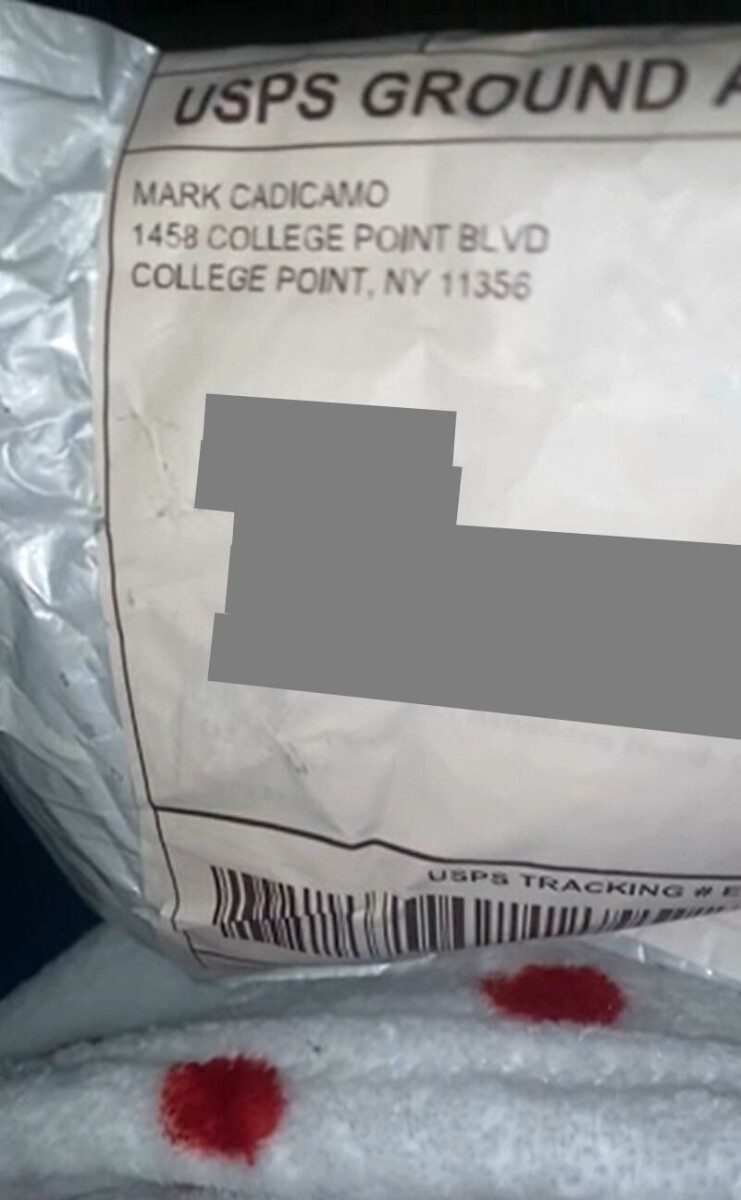 USPS GROUND
MARK CADICAMO
1458 COLLEGE POINT BLVD
COLLEGE POINT, NY 11356
USPS TRACKING #